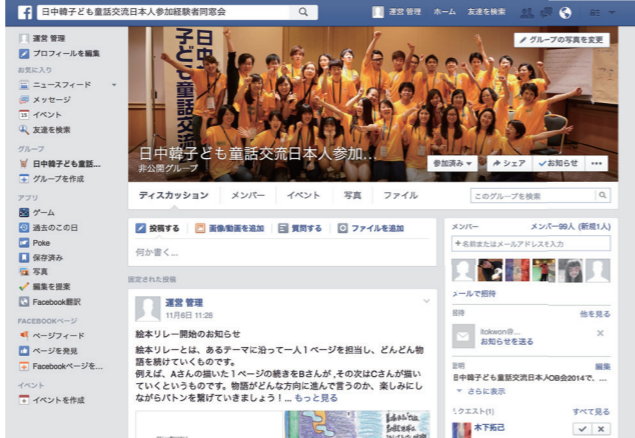 日中韓子ども童話交流日本人参加経験者同窓会
運営 管理
ホーム
友達を検索
運営 管理
プロフィールを編集
お気に入り
ニュースフィード
メッセージ
15 イベント
友達を検索
グループ
日中韓子ども童話...
グループを作成
アプリ
ゲーム
過去のこの日
Poke
保存済み
写真
編集を提案
Facebook翻訳
FACEBOOKページ
ページフィード
ページを発見
Facebookページを...
イベント
イベントを作成
日中
子ども童話交流
グループの写真を変更
日中韓子ども童話交流日本人参加...
非公開グループ
参加済み
シェア
お知らせ
ディスカッション
メンバー
イベント
写真
ファイル
このグループを検索
投稿する
画像/動画を追加
質問する
ファイルを追加
何か書く...
固定された投稿
運営 管理
11月6日 11:28
絵本リレー開始のお知らせ
絵本リレーとは、あるテーマに沿って一人1ページを担当し、どんどん物
語を続けていくものです。
例えば、Aさんの描いた1ページの続きをBさんが,その次はCさんが描い
ていくというものです。物語がどんな方向に進んで言うのか、楽しみにし
ながらバトンを繋げていきましょう！... もっと見る
メンバー
メンバー99人 (新規1人)
+ 名前またはメールアドレスを入力
メールで招待
招待
他を見る
itokwon@...
お知らせを送る
説明
編集
日中韓子ども童話交流日本人OB会2014で、...
さらに表示
リクエスト(1)
すべて見る
木下拓己